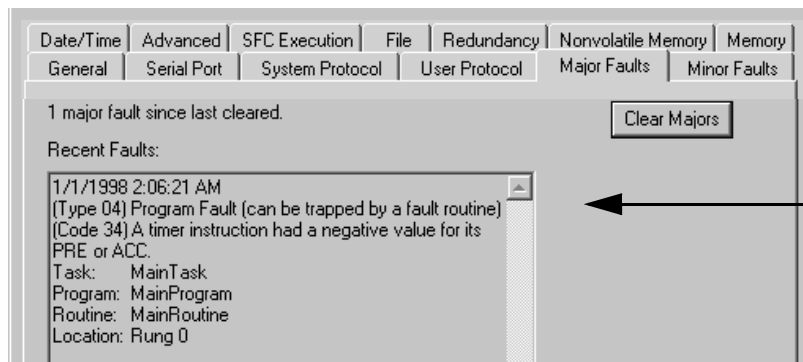 Date/Time Advanced SFC Execution File Redundancy Nonvolatile Memory Memory
General Serial Port System Protocol User Protocol Major Faults Minor Faults
1 major fault since last cleared.
Clear Majors
Recent Faults:
1/1/1998 2:06:21 AM
(Type 04) Program Fault (can be trapped by a fault routine)
(Code 34) A timer instruction had a negative value for its
PRE or ACC.
Task: MainTask
Program: MainProgram
Routine: MainRoutine
Location: Rung 0